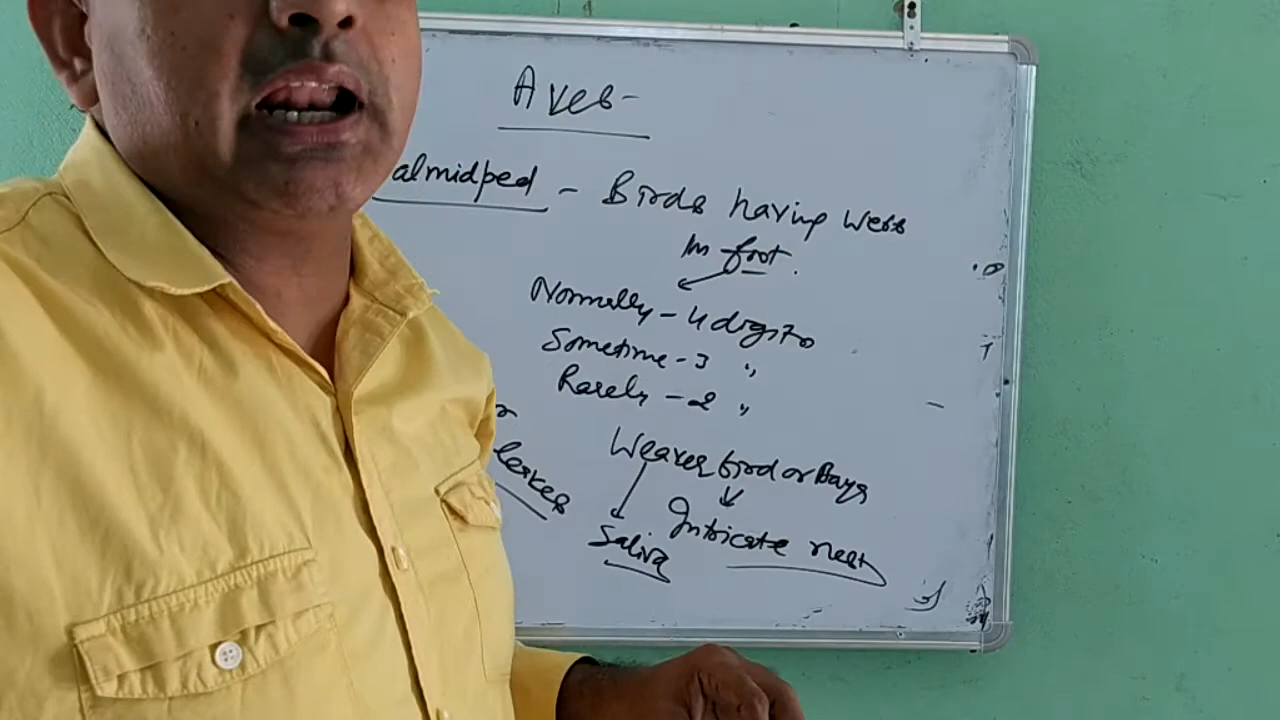 Aves-
almidped - Birds having webs
In foot.
Normally - 4 digits
Sometime - 3 "
Rarely - 2 "
Weaver bird or Baya
Intricate nest
Saliva